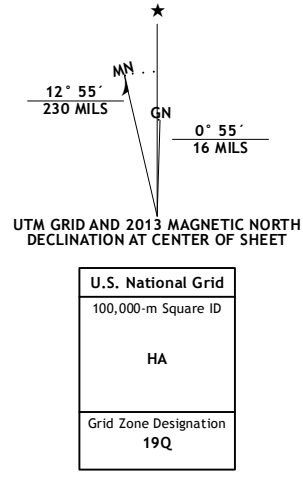 ★
MN
12° 55´
230 MILS
GN
0° 55´
16 MILS
UTM GRID AND 2013 MAGNETIC NORTH
DECLINATION AT CENTER OF SHEET
U.S. National Grid
100,000-m Square ID
HA
Grid Zone Designation
19Q